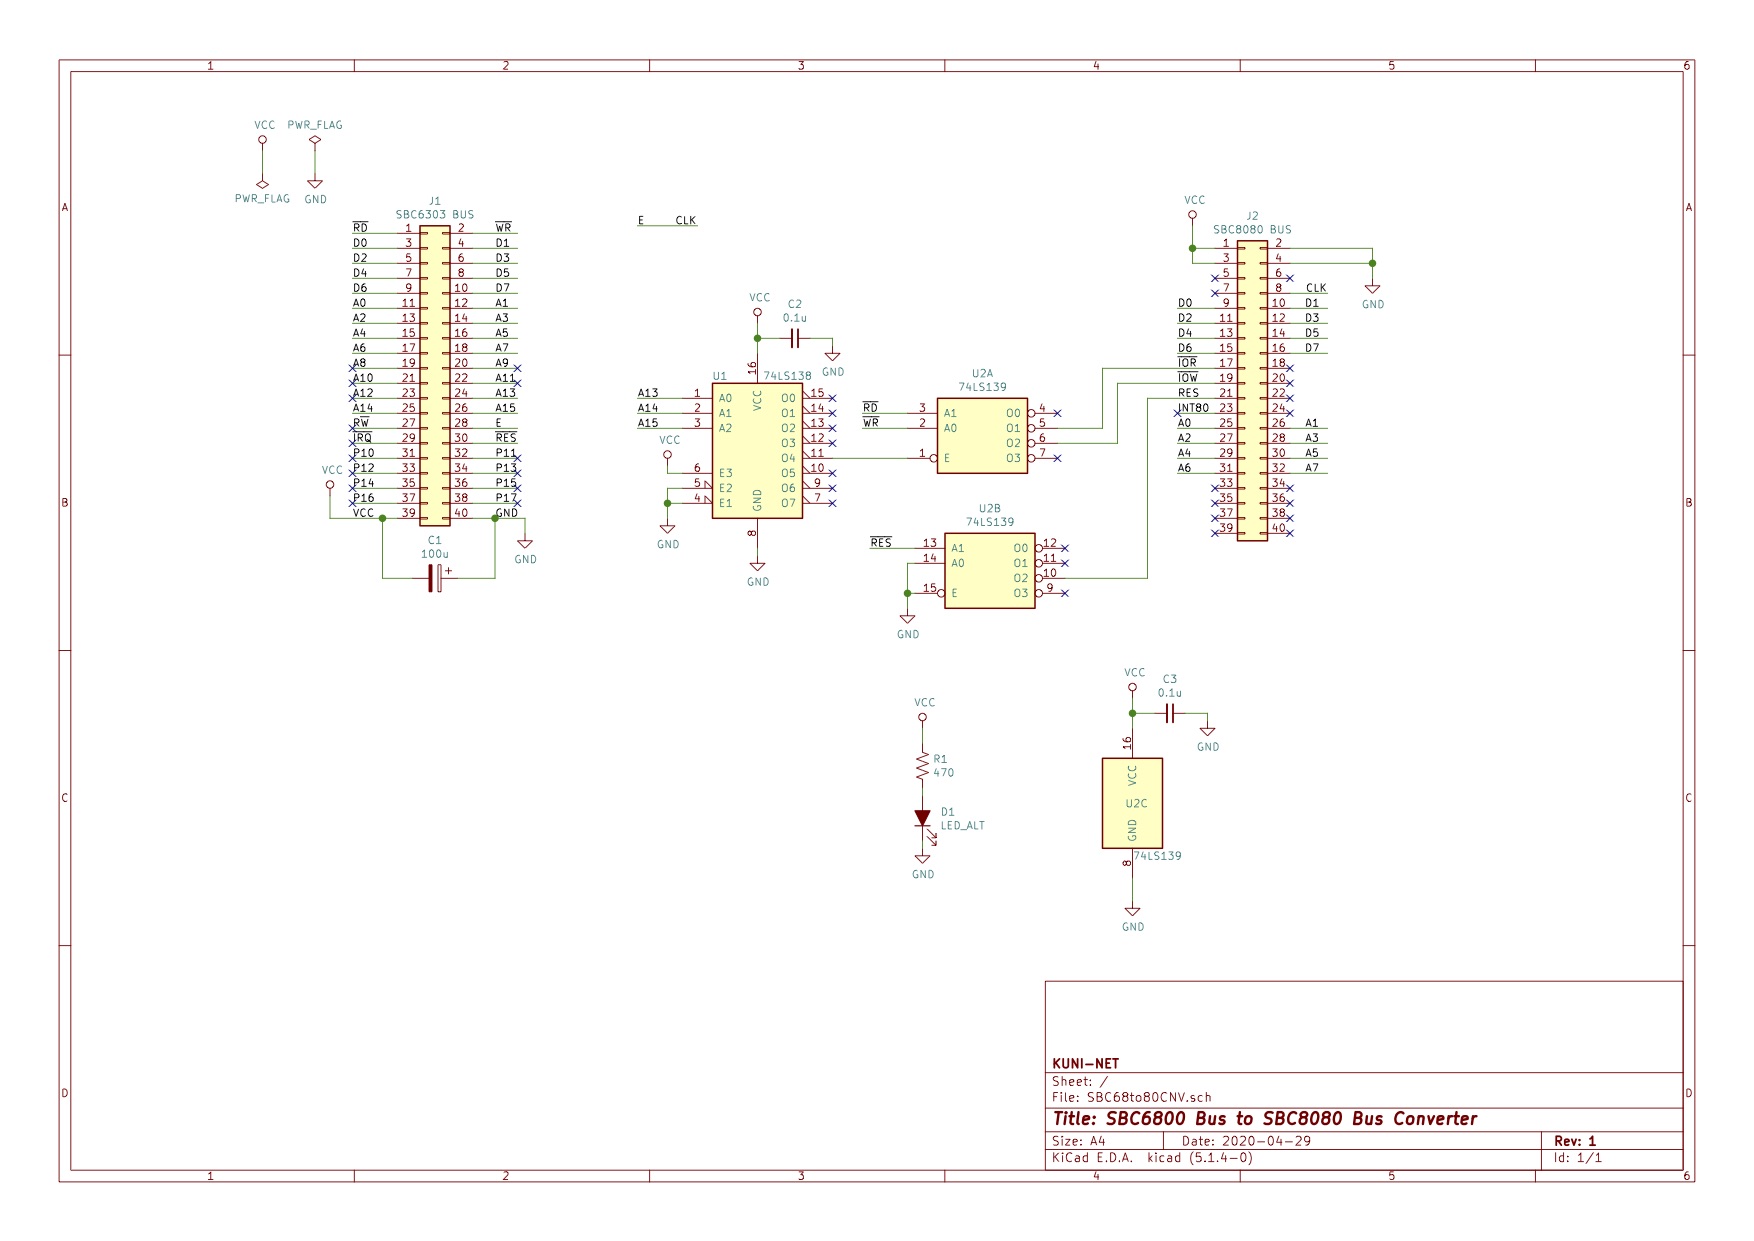 1 2 3 4 5 6
VCC PWR_FLAG
PWR_FLAG GND
J1
SBC6303 BUS
RD 1 2 WR
D0 3 4 D1
D2 5 6 D3
D4 7 8 D5
D6 9 10 D7
A0 11 12 A1
A2 13 14 A3
A4 15 16 A5
A6 17 18 A7
A8 19 20 A9
A10 21 22 A11
A12 23 24 A13
A14 25 26 A15
RW 27 28 E
IRQ 29 30 RES
P10 31 32 P11
P12 33 34 P13
P14 35 36 P15
P16 37 38 P17
VCC 39 40 GND
VCC
GND
C1
100u
+
E CLK
VCC
C2
0.1u
GND
U1 74LS138
16
VCC
A13 1 A0 O0 15
A14 2 A1 O1 14
A15 3 A2 O2 13
O3 12
O4 11
VCC
6 E3 O5 10
5 E2 O6 9
4 E1 O7 7
GND
8
GND
GND
U2A
74LS139
RD 3 A1 O0 4
WR 2 A0 O1 5
O2 6
1 E O3 7
U2B
74LS139
RES 13 A1 O0 12
14 A0 O1 11
O2 10
15 E O3 9
GND
VCC
J2
SBC8080 BUS
1 2
3 4
5 6
7 8 CLK
D0 9 10 D1
D2 11 12 D3
D4 13 14 D5
D6 15 16 D7
IOR 17 18
IOW 19 20
RES 21 22
INT80 23 24
A0 25 26 A1
A2 27 28 A3
A4 29 30 A5
A6 31 32 A7
33 34
35 36
37 38
39 40
GND
VCC
R1
470
D1
LED_ALT
GND
VCC
C3
0.1u
GND
16
VCC
U2C
GND
74LS139
8
GND
A A
B B
C C
D D
KUNI-NET
Sheet: /
File: SBC68to80CNV.sch
Title: SBC6800 Bus to SBC8080 Bus Converter
Size: A4 Date: 2020-04-29 Rev: 1
KiCad E.D.A. kicad (5.1.4-0) Id: 1/1
1 2 3 4 5 6